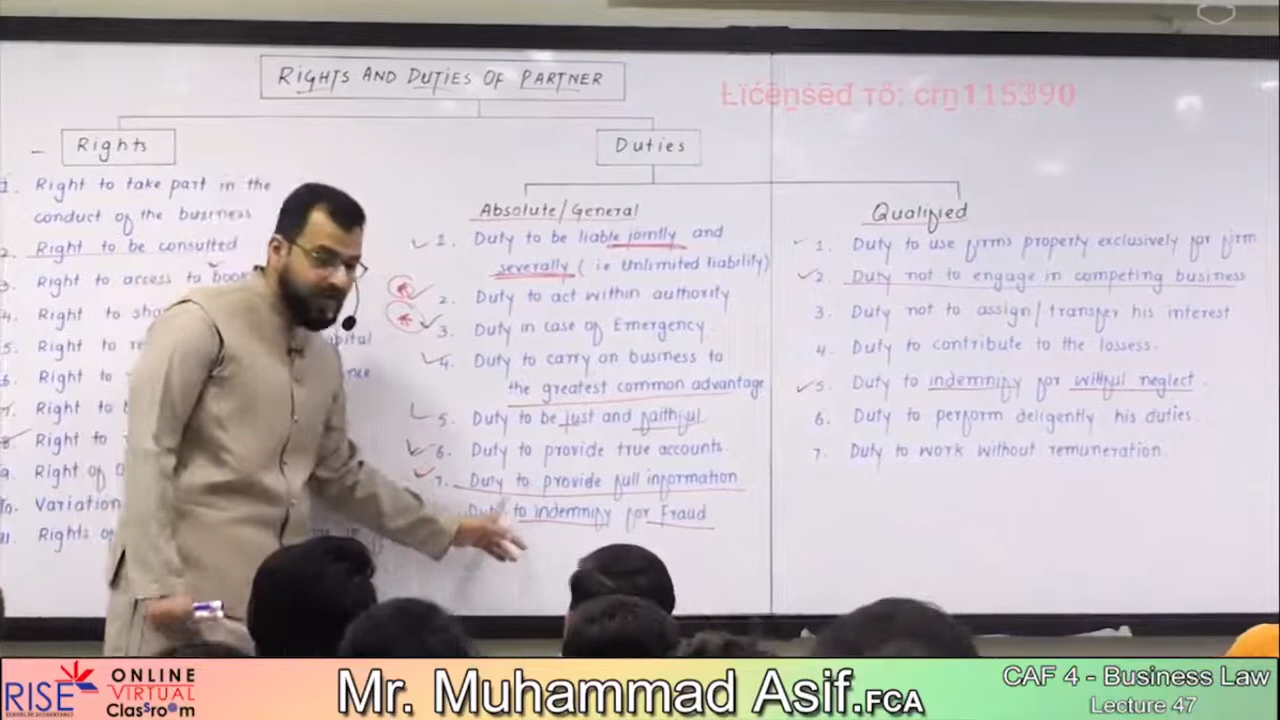 RIGHTS AND DUTIES OF PARTNER
Łïćēṉṡēđ ᴛő: crṉ115390
Rights
1. Right to take part in the
conduct of the business
2. Right to be consulted
3. Right to access to
4. Right to
5. Right to
6. Right to
7. Right to
8. Right to
9. Right of
10. Variation
11. Rights
Duties
Absolute/General
1. Duty to be liable jointly and
severally (ie unlimited liability)
2. Duty to act within authority
3. Duty in case of Emergency.
4. Duty to carry on business to
the greatest common advantage
5. Duty to be just and faithful
6. Duty to provide true accounts.
7. Duty to provide full information
Duty to indemnify for Fraud
Qualified
1. Duty to use firms property exclusively for firm
2. Duty not to engage in competing business
3. Duty not to assign/transfer his interest
4. Duty to contribute to the lossess.
5. Duty to indemnify for willful neglect.
6. Duty to perform deligently his duties.
7. Duty to work without remuneration.
RISE
SCHOOL OF ACCOUNTANCY
ONLINE
VIRTUAL
Classroom
Mr. Muhammad Asif.FCA
CAF 4 - Business Law
Lecture 47